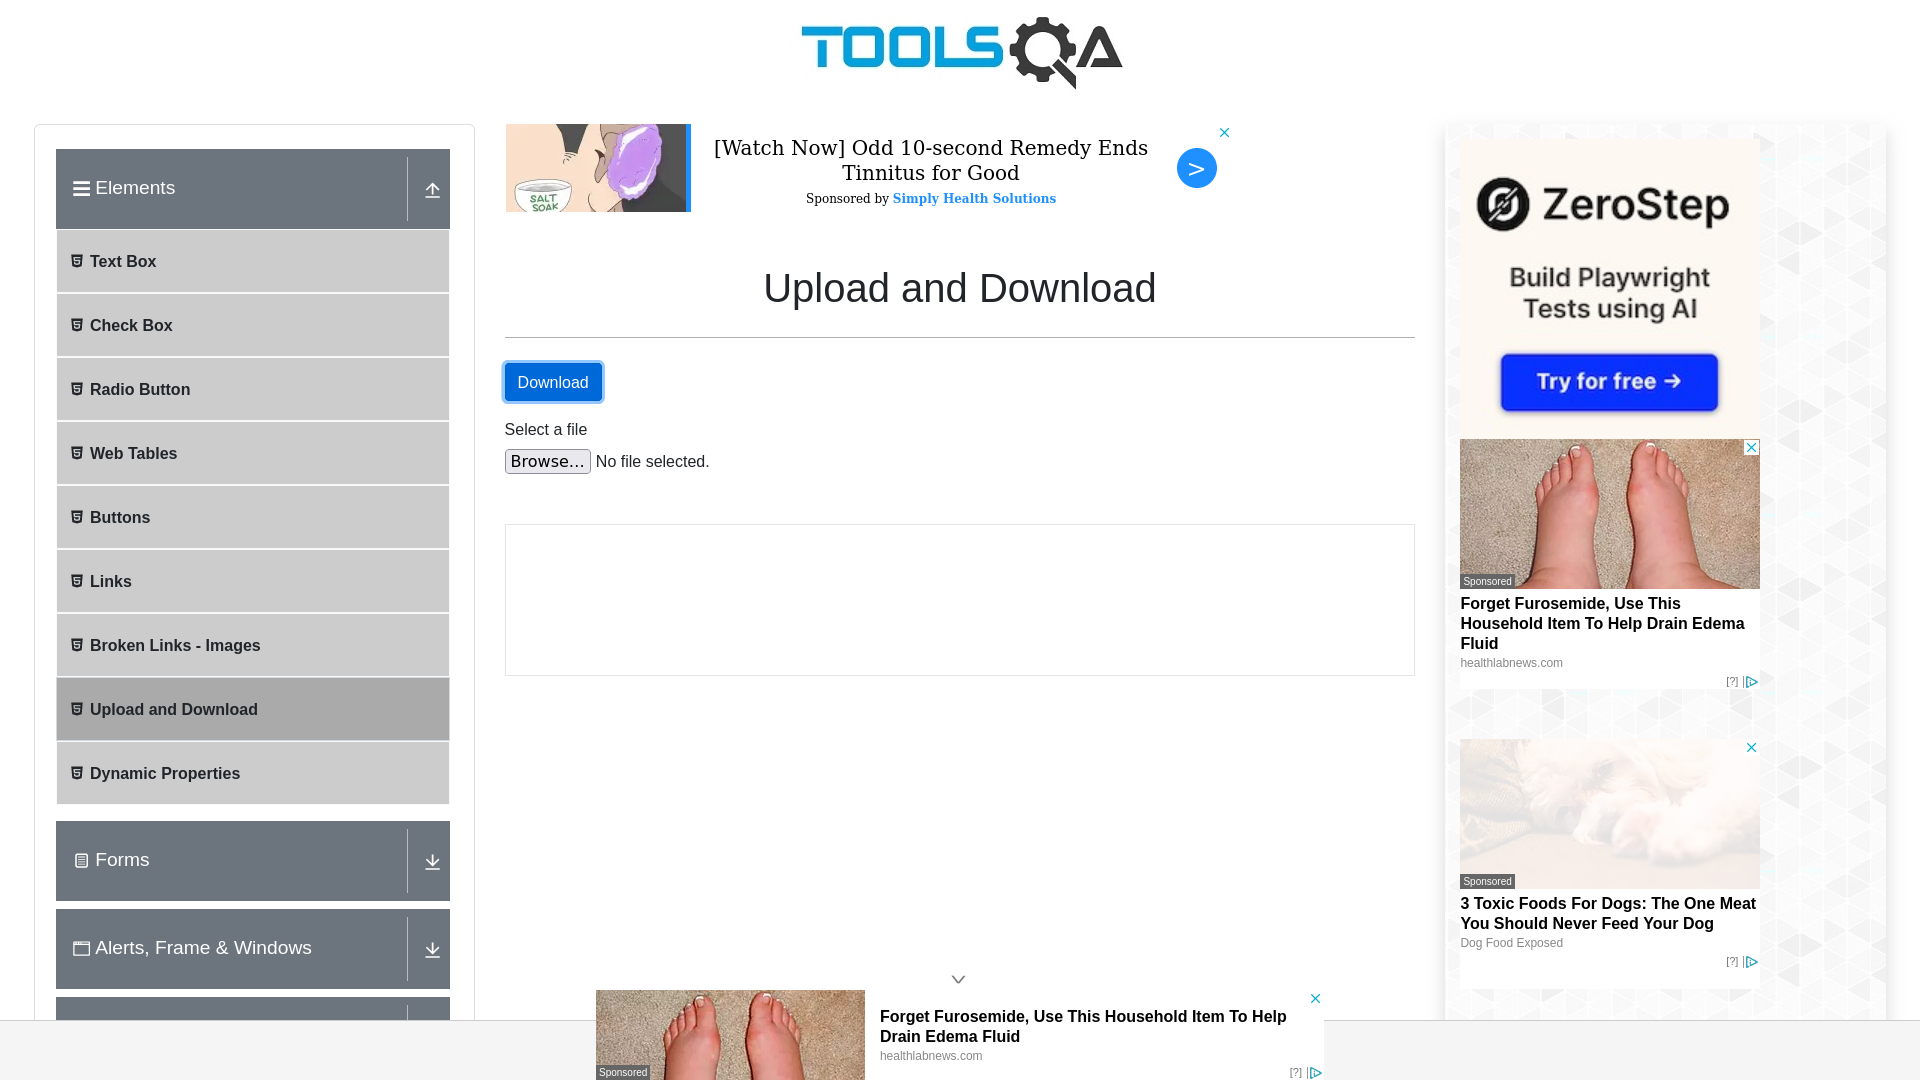 TOOLSQA
Elements
Text Box
Check Box
Radio Button
Web Tables
Buttons
Links
Broken Links - Images
Upload and Download
Dynamic Properties
Forms
Alerts, Frame & Windows
SALT
SOAK
[Watch Now] Odd 10-second Remedy Ends
Tinnitus for Good
Sponsored by Simply Health Solutions
>
Upload and Download
Download
Select a file
Browse... No file selected.
ZeroStep
Build Playwright
Tests using AI
Try for free →
Sponsored
Forget Furosemide, Use This
Household Item To Help Drain Edema
Fluid
healthlabnews.com
[?]
Sponsored
3 Toxic Foods For Dogs: The One Meat
You Should Never Feed Your Dog
Dog Food Exposed
[?]
Sponsored
Forget Furosemide, Use This Household Item To Help
Drain Edema Fluid
healthlabnews.com
[?]